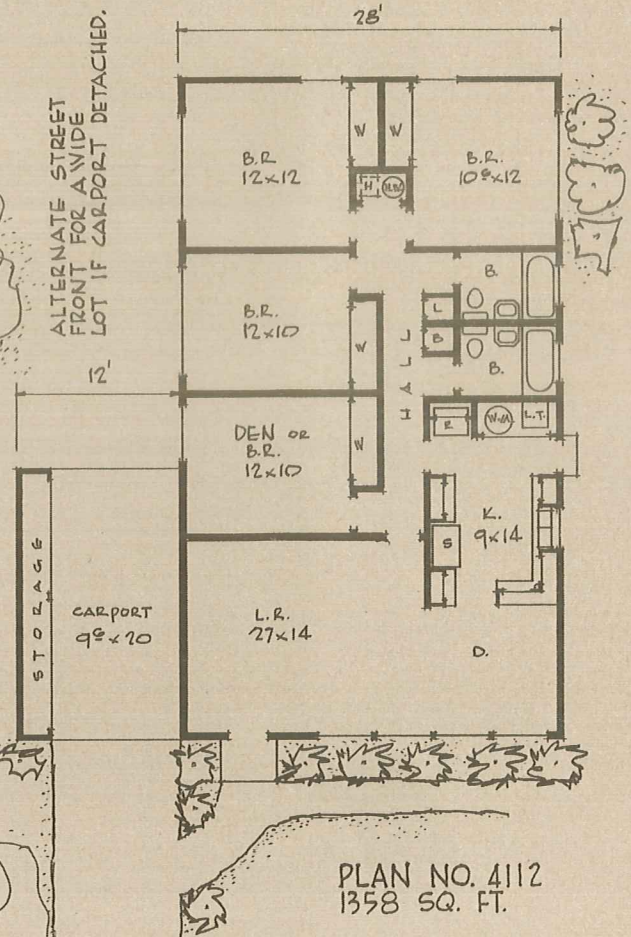 28'
ALTERNATE STREET
FRONT FOR A WIDE
LOT IF CARPORT DETACHED.
B.R
12x12
W
W
B.R.
10⁶x12
H
H.W.
B.R.
12x10
W
B.
L
B
B.
HALL
12'
DEN OR
B.R.
12x10
W
R
W.M
L.T.
K.
9x14
S
STORAGE
CARPORT
9⁶x20
L.R.
27x14
D.
PLAN NO. 4112
1358 SQ. FT.